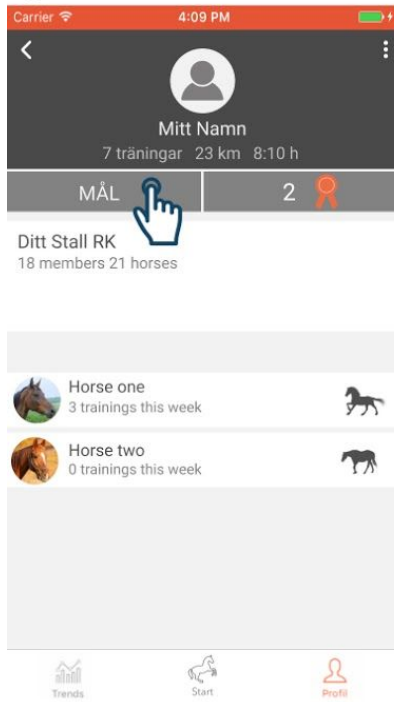 Carrier 4:09 PM
Mitt Namn
7 träningar 23 km 8:10 h
MÅL 2
Ditt Stall RK
18 members 21 horses
Horse one
3 trainings this week
Horse two
0 trainings this week
Trends Start Profil